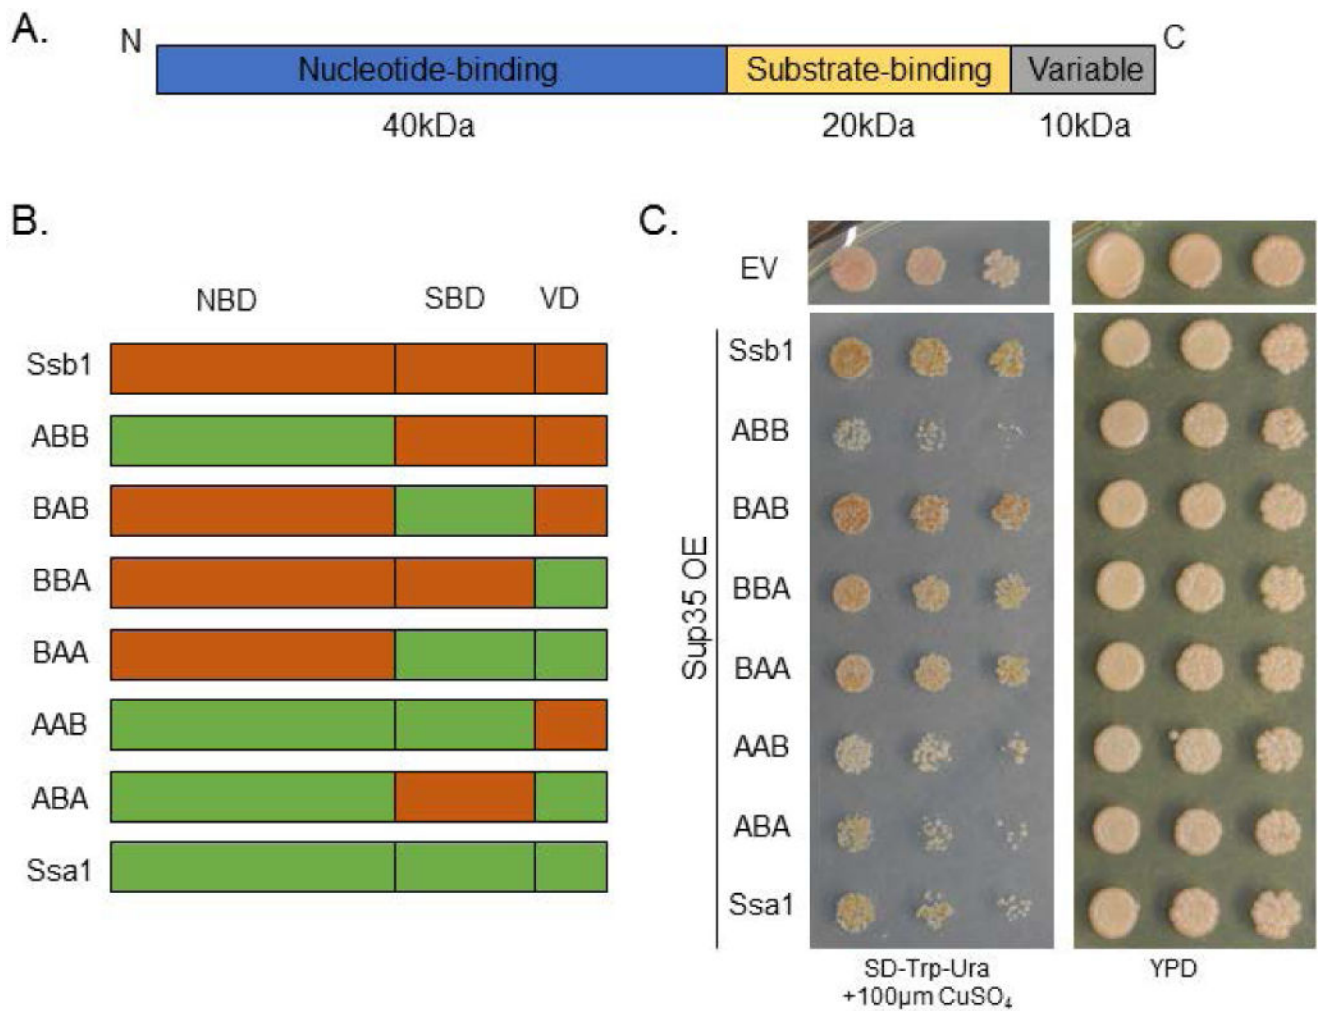 A.
N
C
Nucleotide-binding
Substrate-binding
Variable
40kDa
20kDa
10kDa
B.
NBD
SBD
VD
Ssb1
ABB
BAB
BBA
BAA
AAB
ABA
Ssa1
C.
EV
Sup35 OE
Ssb1
ABB
BAB
BBA
BAA
AAB
ABA
Ssa1
SD-Trp-Ura
+100µm CuSO₄
YPD